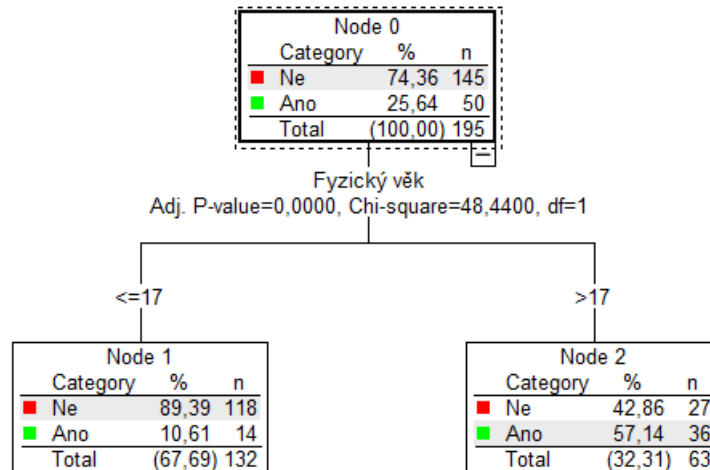 Node 0
Category % n
Ne 74,36 145
Ano 25,64 50
Total (100,00) 195
Fyzický věk
Adj. P-value=0,0000, Chi-square=48,4400, df=1
<=17
>17
Node 1
Category % n
Ne 89,39 118
Ano 10,61 14
Total (67,69) 132
Node 2
Category % n
Ne 42,86 27
Ano 57,14 36
Total (32,31) 63